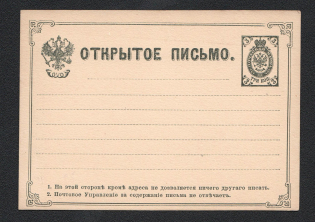 ОТКРЫТОЕ ПИСЬМО.
1. На этой сторонѣ кромѣ адреса не дозволяется ничего другаго писать.
2. Почтовое Управленіе за содержаніе письма не отвѣчаетъ.